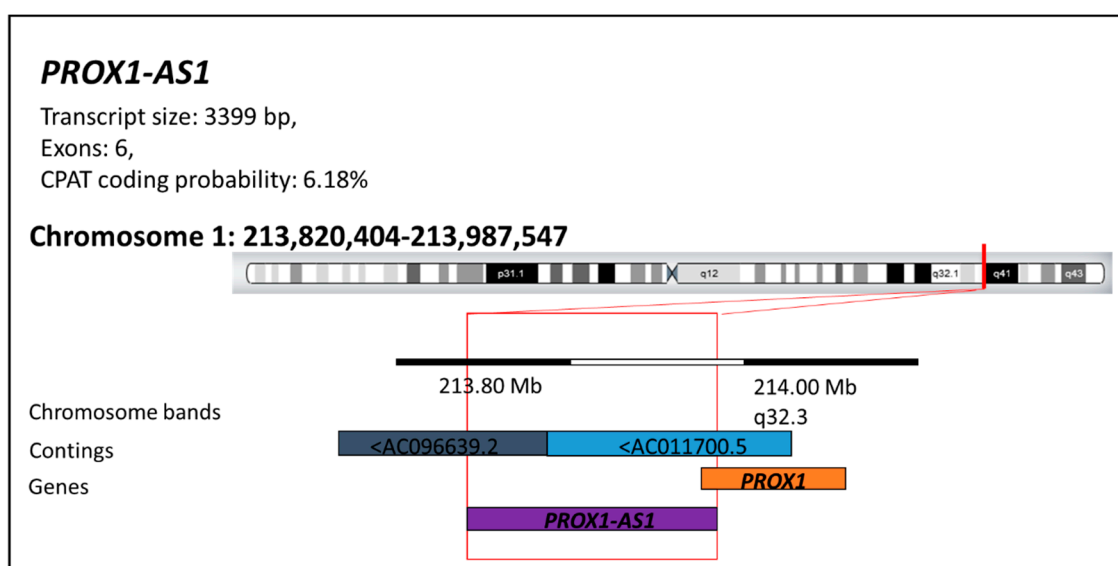 PROX1-AS1
Transcript size: 3399 bp,
Exons: 6,
CPAT coding probability: 6.18%
Chromosome 1: 213,820,404-213,987,547
p31.1 q12 q32.1 q41 q43
213.80 Mb 214.00 Mb
Chromosome bands q32.3
Contings <AC096639.2 <AC011700.5
Genes PROX1
PROX1-AS1